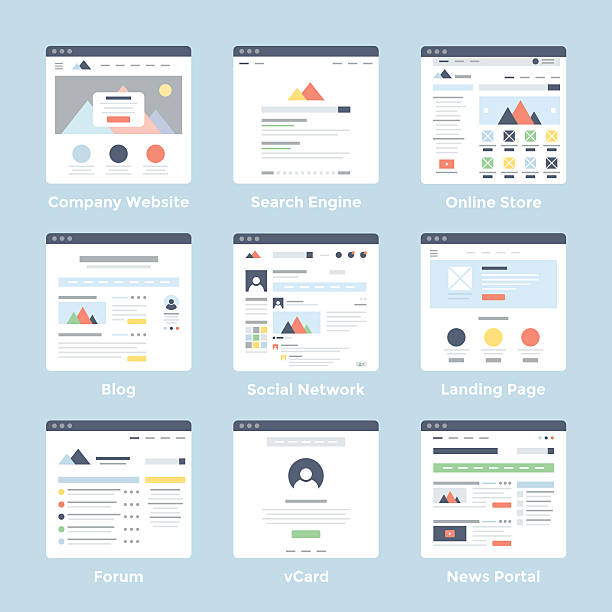 Company Website
Search Engine
Online Store
Blog
Social Network
Landing Page
Forum
vCard
News Portal